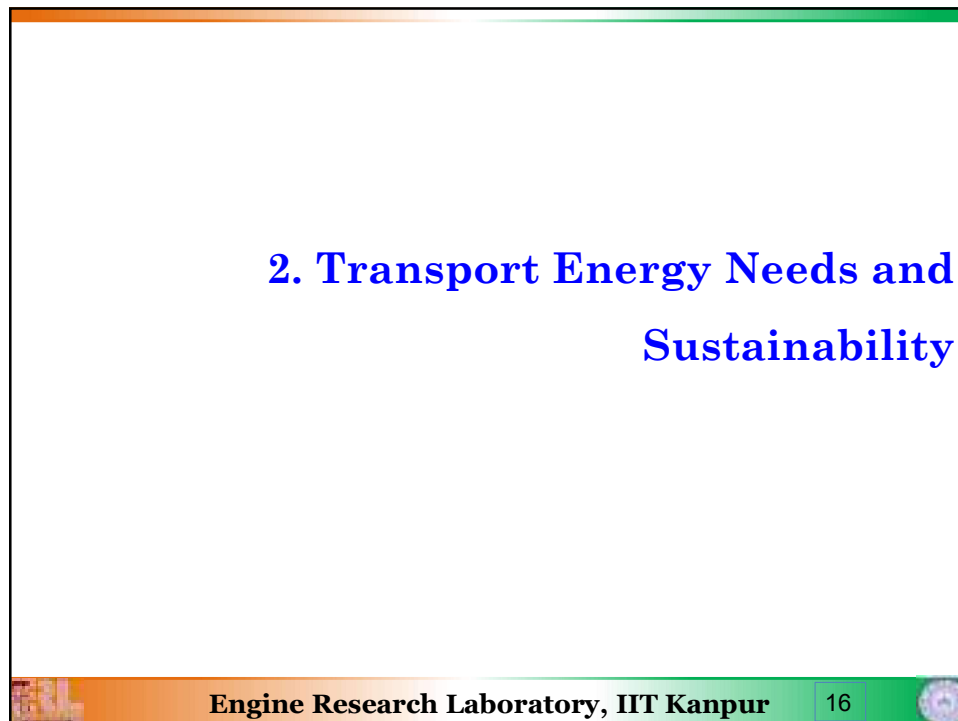 2. Transport Energy Needs and
Sustainability
Engine Research Laboratory, IIT Kanpur
16